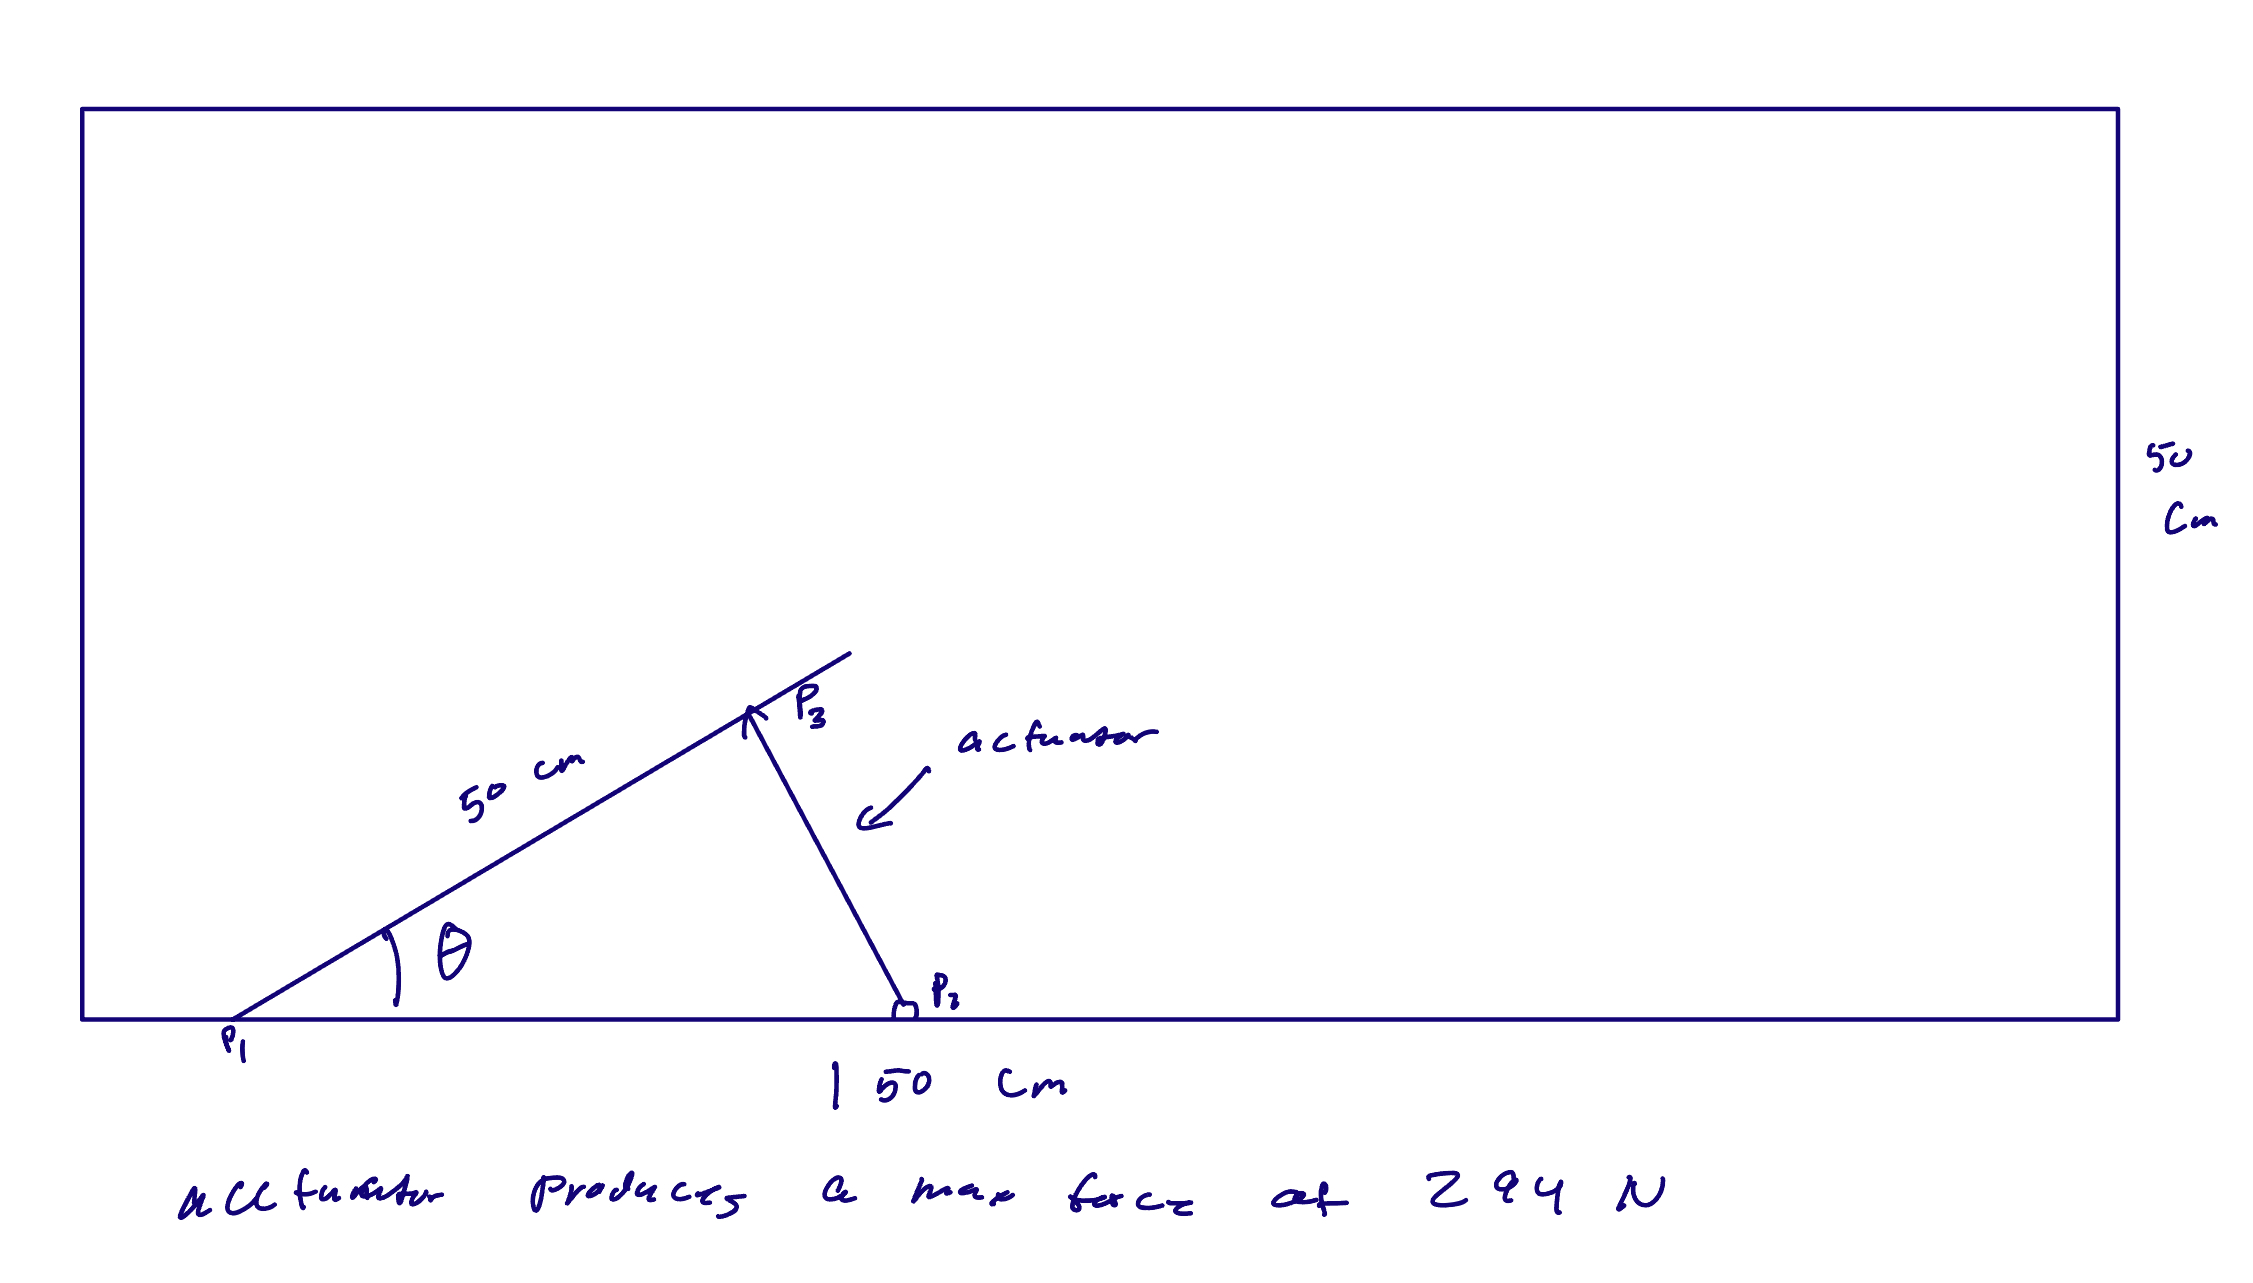 50
cm
P3
actuator
50 cm
θ
P2
P1
150 cm
actuator produces a max force of 294 N